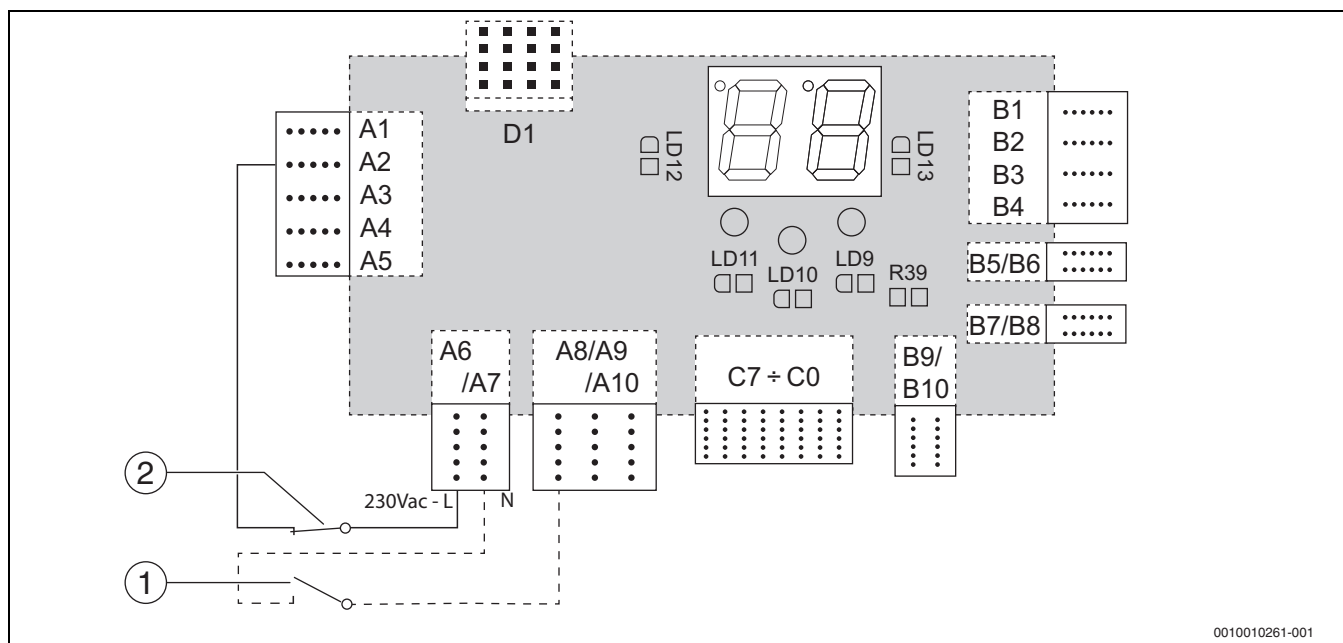 D1
A1
A2
A3
A4
A5
LD12
88
LD13
B1
B2
B3
B4
LD11
LD10
LD9
R39
B5/B6
B7/B8
A6
/A7
A8/A9
/A10
C7 ÷ C0
B9/
B10
2
230Vac - L
N
1
0010010261-001